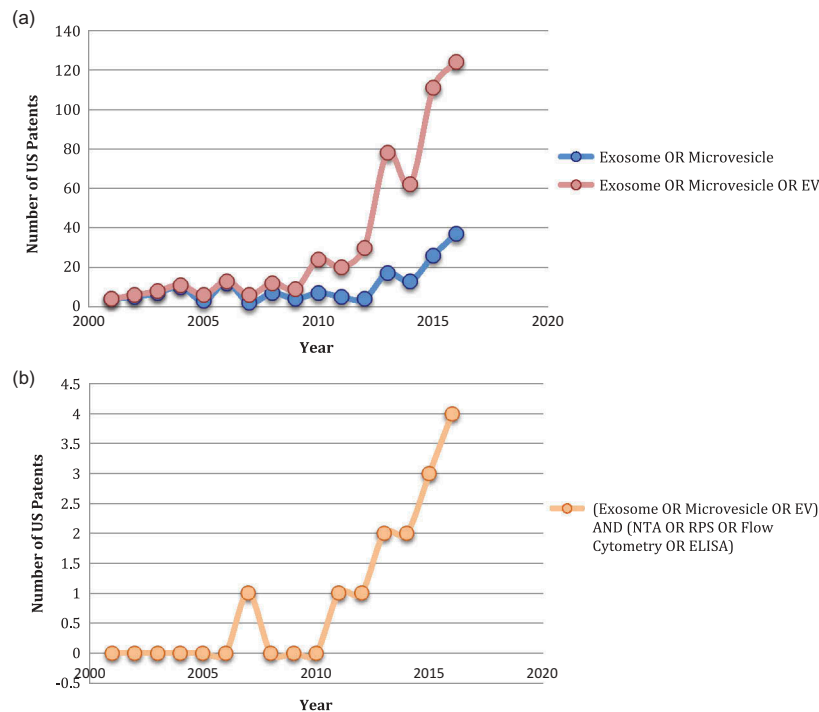 (a)
140
120
100
80
60
40
20
0
2000
2005
2010
2015
2020
Number of US Patents
Year
Exosome OR Microvesicle
Exosome OR Microvesicle OR EV
(b)
4.5
4
3.5
3
2.5
2
1.5
1
0.5
0
-0.5
2000
2005
2010
2015
2020
Number of US Patents
Year
(Exosome OR Microvesicle OR EV)
AND (NTA OR RPS OR Flow
Cytometry OR ELISA)